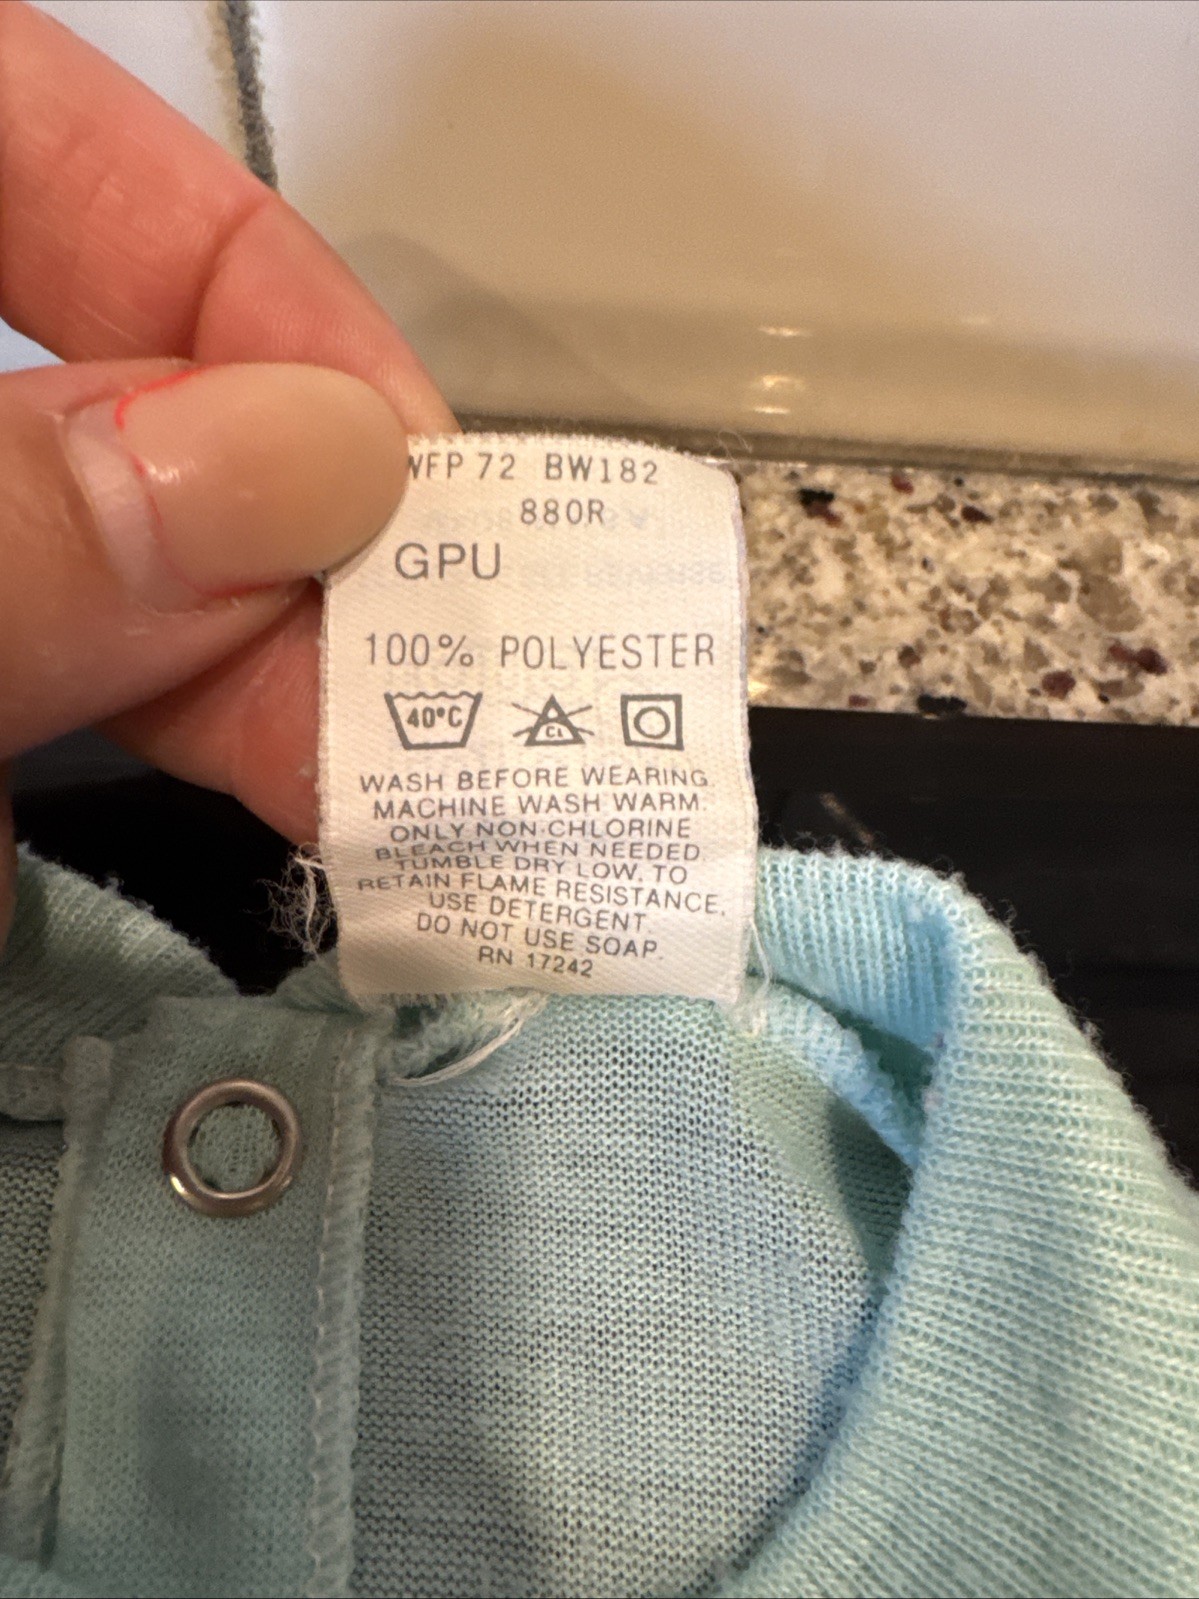 WFP 72 BW182
880R
GPU
100% POLYESTER
40°C CL
WASH BEFORE WEARING.
MACHINE WASH WARM.
ONLY NON-CHLORINE
BLEACH WHEN NEEDED.
TUMBLE DRY LOW. TO
RETAIN FLAME RESISTANCE,
USE DETERGENT.
DO NOT USE SOAP.
RN 17242